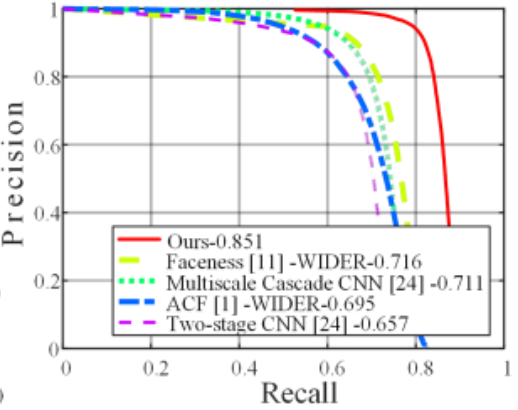 1
0.8
0.6
0.4
0.2
0
Precision
Ours-0.851
Faceness [11] -WIDER-0.716
Multiscale Cascade CNN [24] -0.711
ACF [1] -WIDER-0.695
Two-stage CNN [24] -0.657
0 0.2 0.4 0.6 0.8 1
Recall